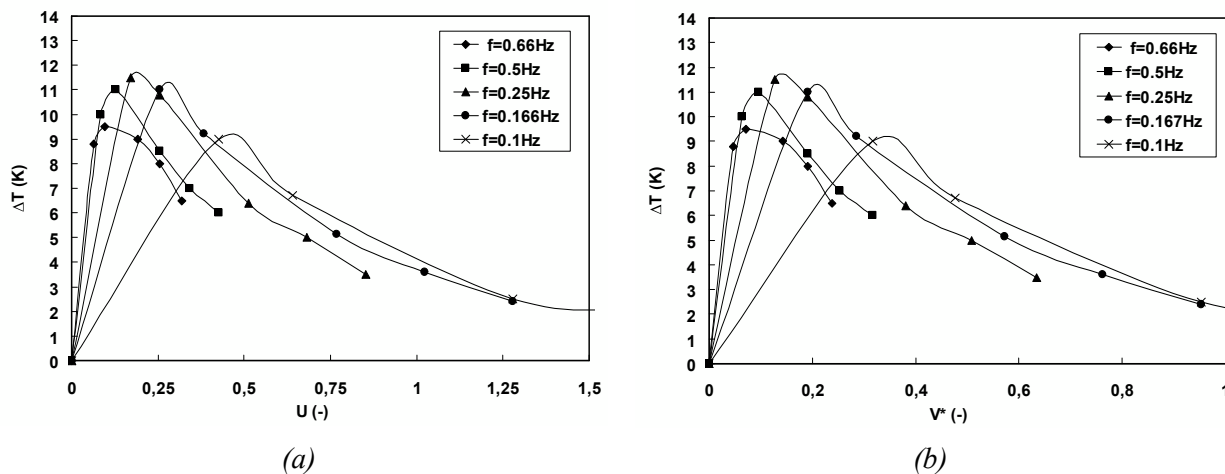 14
13
12
11
10
9
8
7
6
5
4
3
2
1
0
ΔT (K)
0 0,25 0,5 0,75 1 1,25 1,5
U (-)
f=0.66Hz
f=0.5Hz
f=0.25Hz
f=0.166Hz
f=0.1Hz
(a)
14
13
12
11
10
9
8
7
6
5
4
3
2
1
0
ΔT (K)
0 0,2 0,4 0,6 0,8 1
V* (-)
f=0.66Hz
f=0.5Hz
f=0.25Hz
f=0.167Hz
f=0.1Hz
(b)